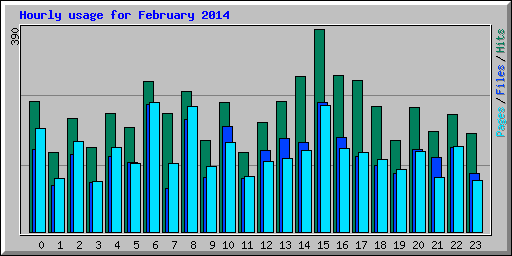 Hourly usage for February 2014
390
Pages/Files/Hits
0 1 2 3 4 5 6 7 8 9 10 11 12 13 14 15 16 17 18 19 20 21 22 23